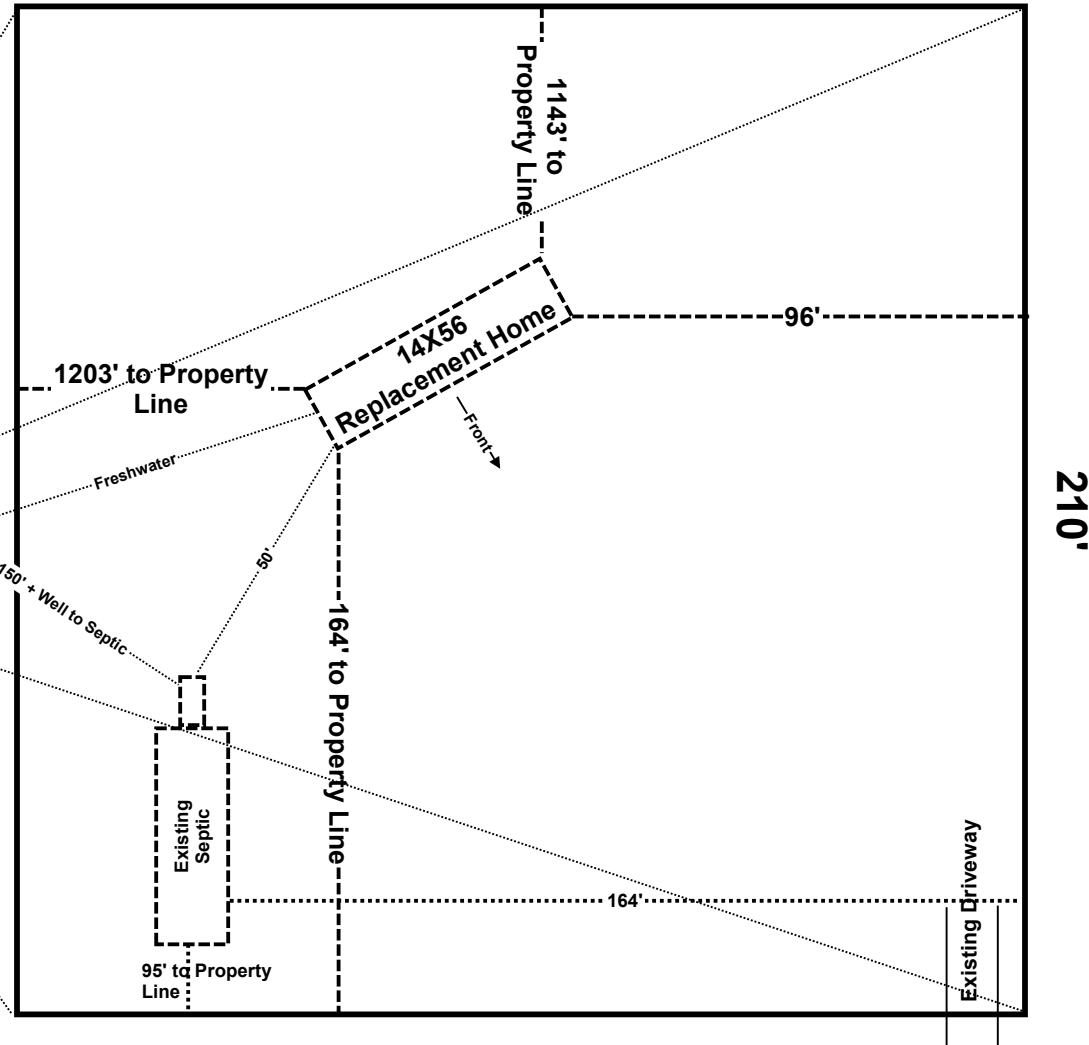 1143' to
Property Line
14X56
Replacement Home
96'
1203' to Property
Line
Front
Freshwater
210'
50'
150' + Well to Septic
164' to Property Line
Existing
Septic
164'
Existing Driveway
95' to Property
Line